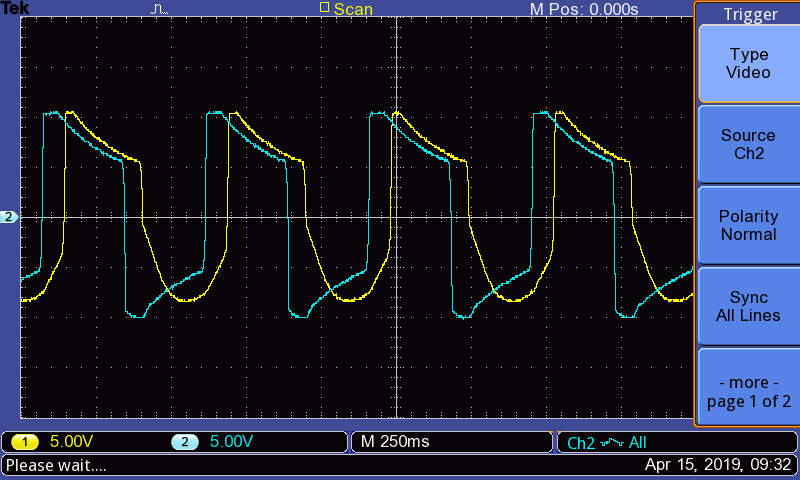 Tek
Scan
M Pos: 0.000s
Trigger
Type
Video
Source
Ch2
Polarity
Normal
Sync
All Lines
- more -
page 1 of 2
2
1 5.00V
2 5.00V
M 250ms
Ch2 All
Please wait....
Apr 15, 2019, 09:32